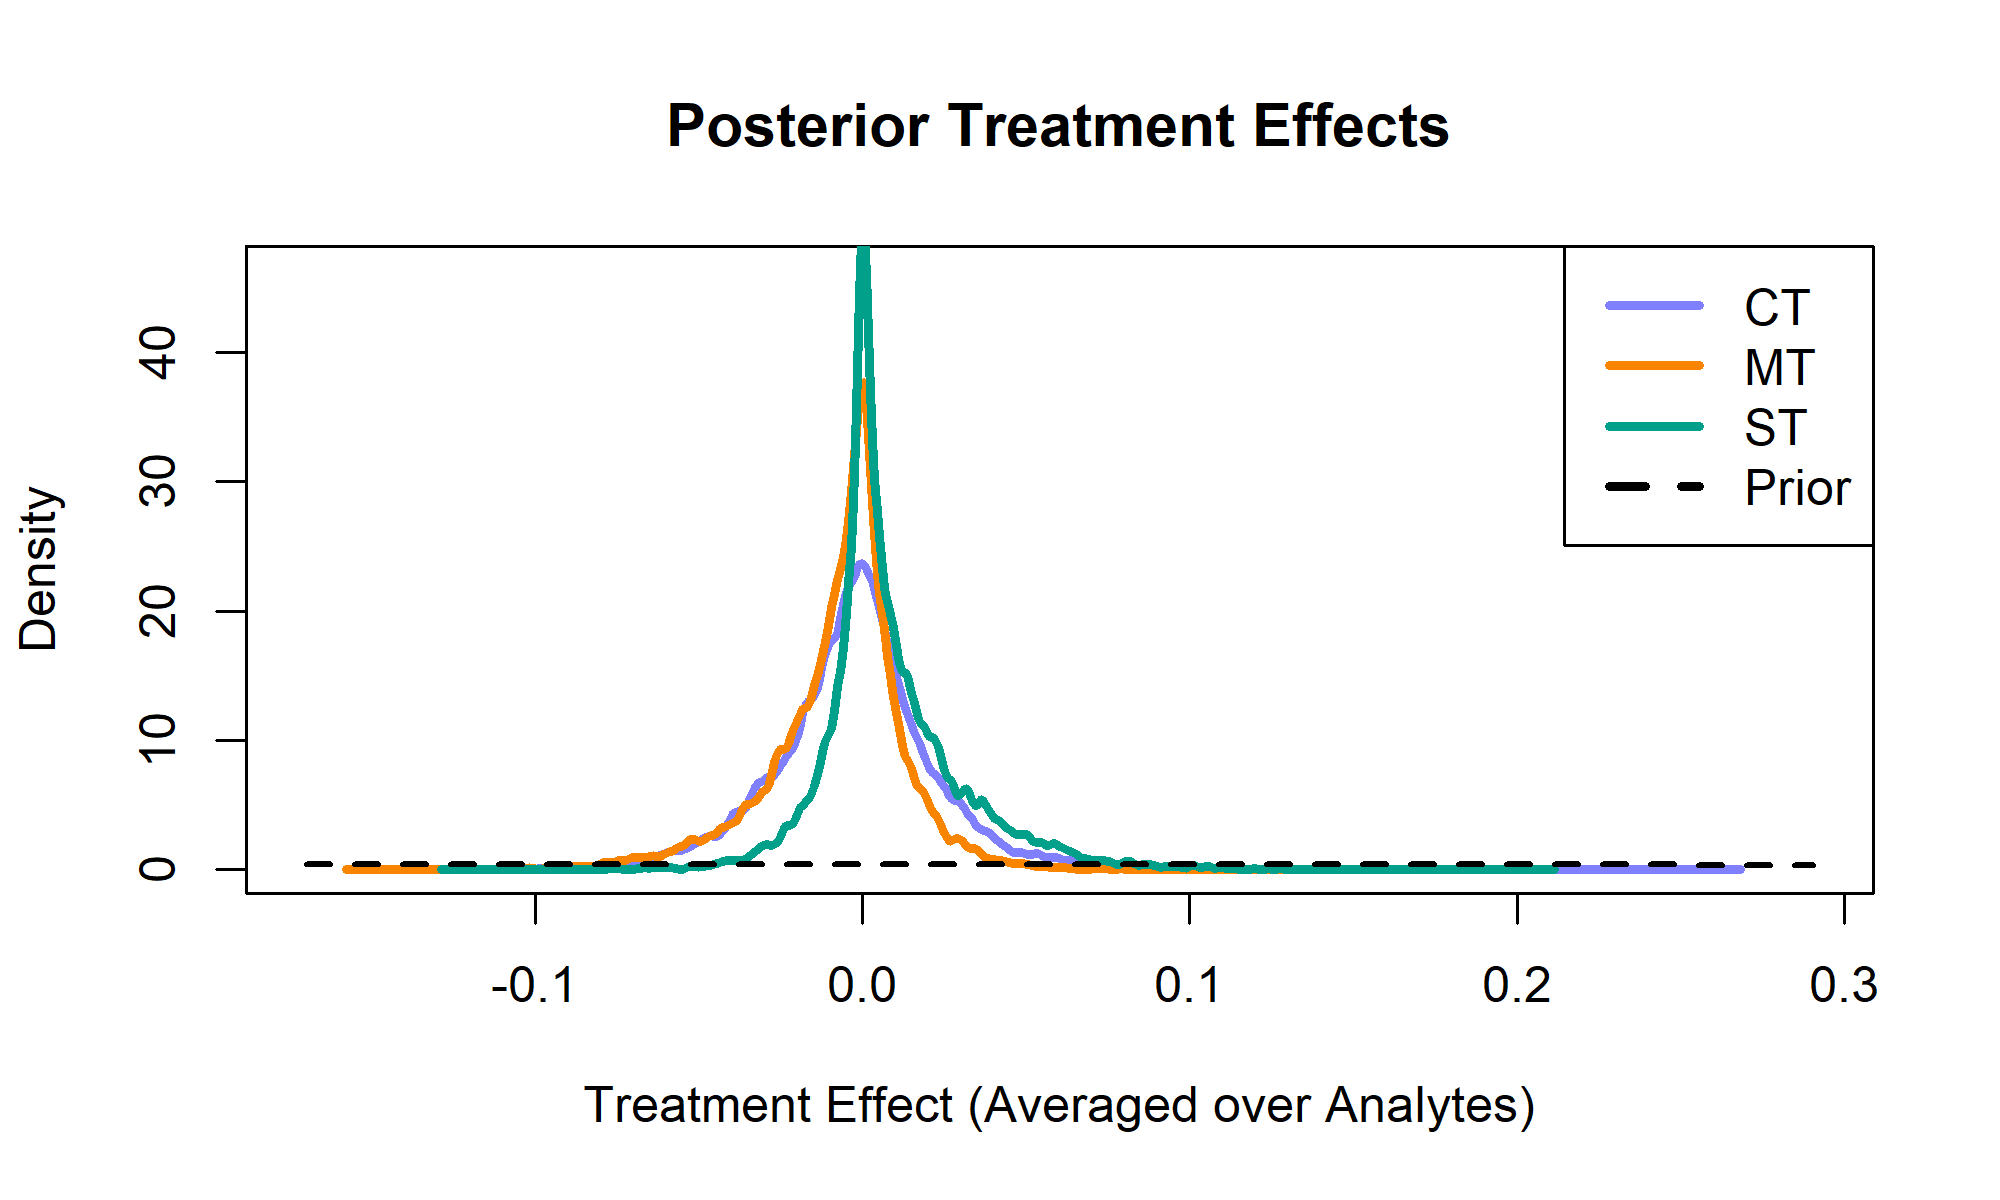 Posterior Treatment Effects
CT
MT
ST
Prior
Density
0
10
20
30
40
-0.1
0.0
0.1
0.2
0.3
Treatment Effect (Averaged over Analytes)